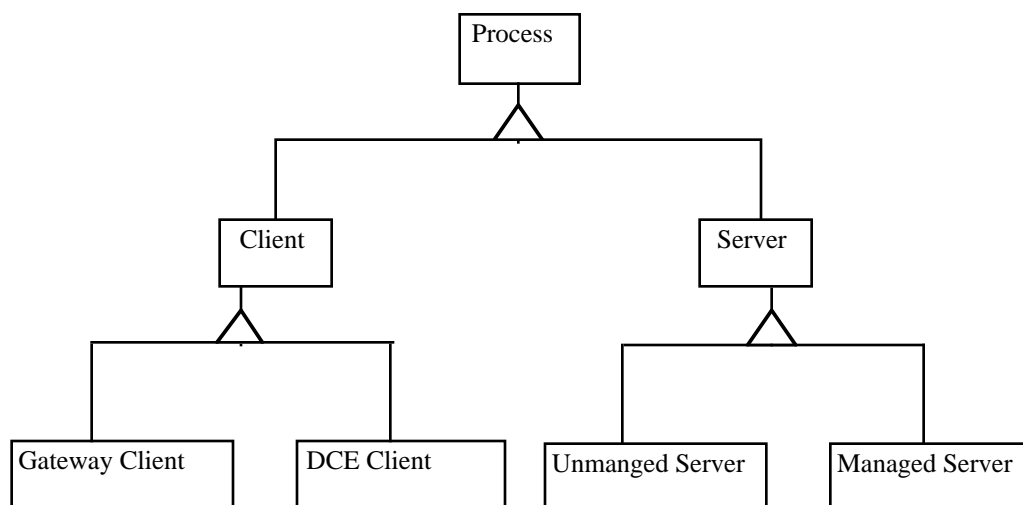 Process
Client
Server
Gateway Client
DCE Client
Unmanged Server
Managed Server